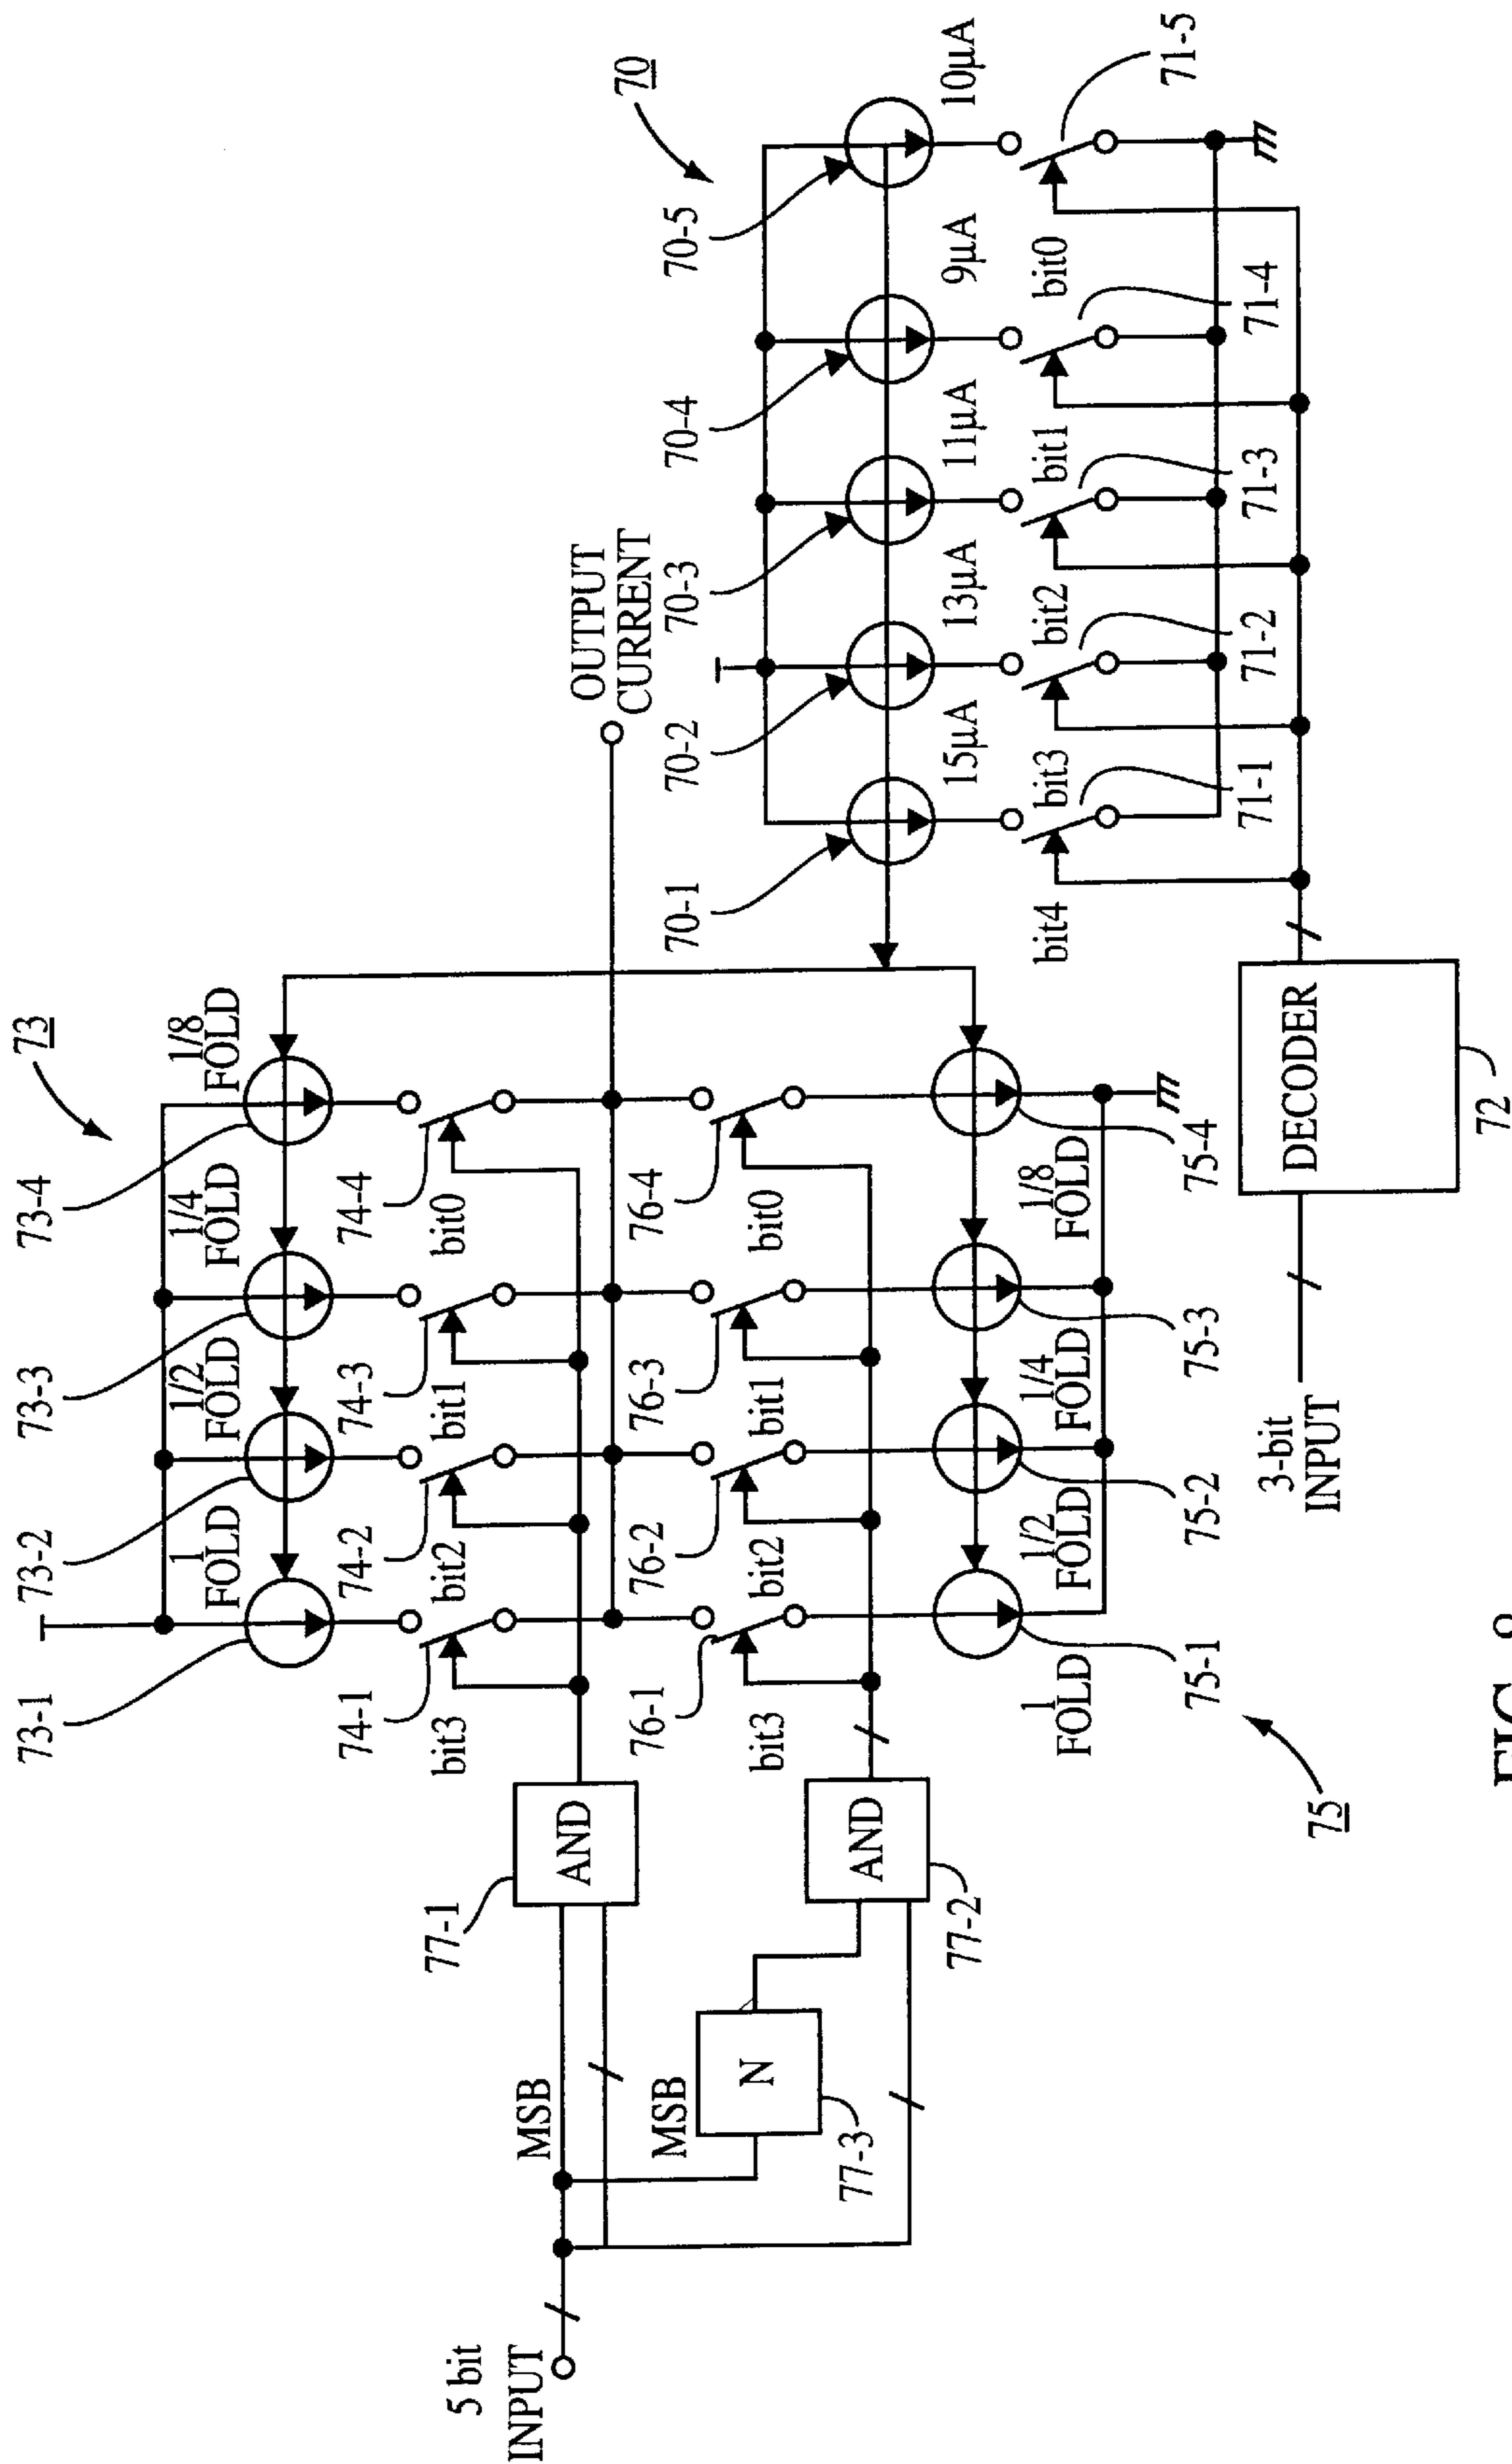 73
73-1
73-2
73-3
73-4
1
FOLD
1/2
FOLD
1/4
FOLD
1/8
FOLD
74-1
74-2
74-3
74-4
bit3
bit2
bit1
bit0
5 bit
INPUT
MSB
MSB
N
77-3
77-1
AND
AND
77-2
76-1
76-2
76-3
76-4
bit3
bit2
bit1
bit0
1
FOLD
1/2
FOLD
1/4
FOLD
1/8
FOLD
75-1
75-2
75-3
75-4
75
OUTPUT
CURRENT
70
70-1
70-2
70-3
70-4
70-5
15μA
13μA
11μA
9μA
10μA
bit4
bit3
bit2
bit1
bit0
71-1
71-2
71-3
71-4
71-5
3-bit
INPUT
DECODER
72